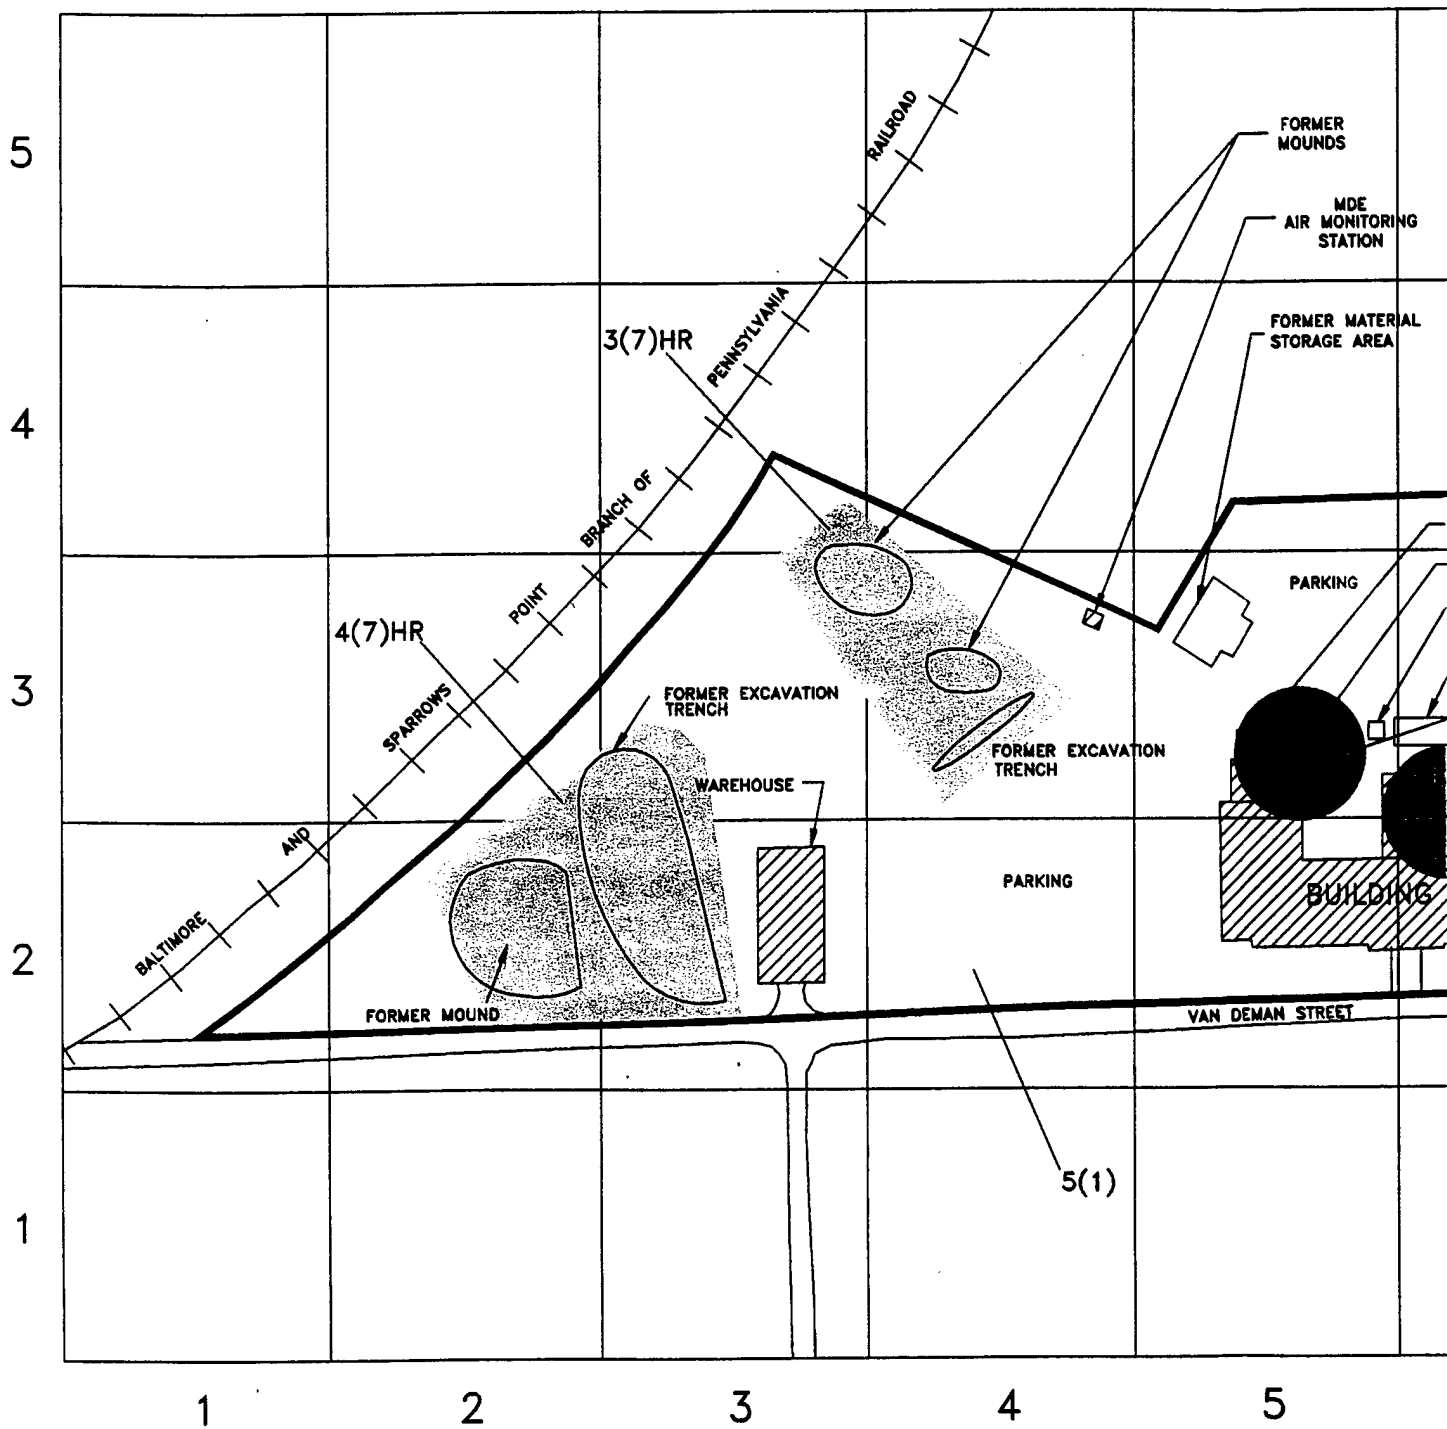 5
4
3
2
1
1
2
3
4
5
BALTIMORE AND SPARROWS POINT BRANCH OF PENNSYLVANIA RAILROAD
FORMER
MOUNDS
MDE
AIR MONITORING
STATION
FORMER MATERIAL
STORAGE AREA
3(7)HR
PARKING
4(7)HR
FORMER EXCAVATION
TRENCH
FORMER EXCAVATION
TRENCH
WAREHOUSE
PARKING
BUILDING
FORMER MOUND
VAN DEMAN STREET
5(1)